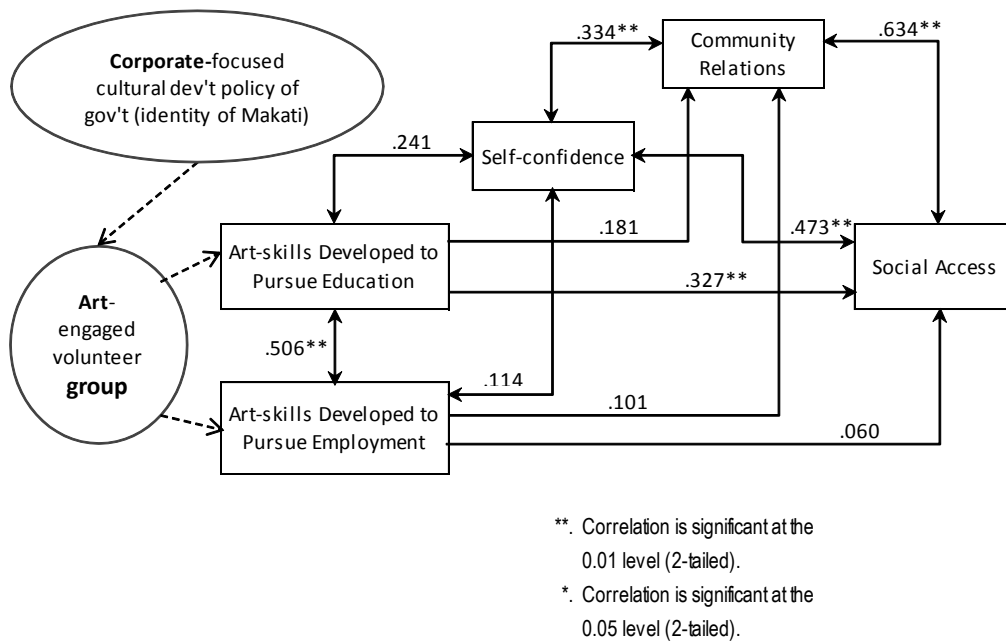 Corporate-focused
cultural dev't policy of
gov't (identity of Makati)
.334**
Community
Relations
.634**
.241
Self-confidence
Art-skills Developed to
Pursue Education
.181
.473**
Social Access
.327**
Art-
engaged
volunteer
group
.506**
.114
Art-skills Developed to
Pursue Employment
.101
.060
**. Correlation is significant at the
0.01 level (2-tailed).
*. Correlation is significant at the
0.05 level (2-tailed).